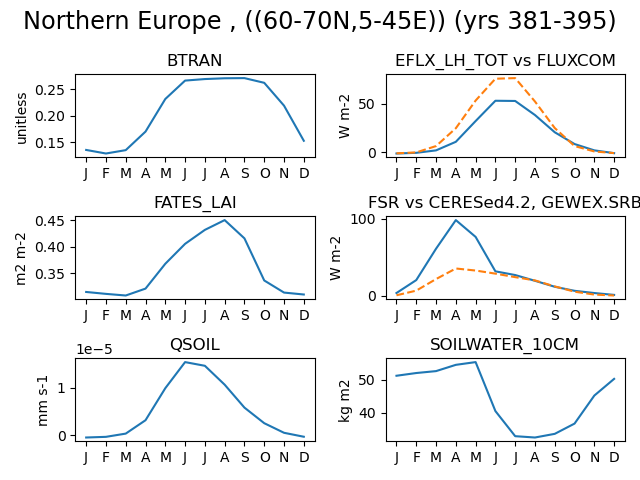 Northern Europe , ((60-70N,5-45E)) (yrs 381-395)
BTRAN
unitless
0.25
0.20
0.15
J F M A M J J A S O N D
EFLX_LH_TOT vs FLUXCOM
W m-2
50
0
J F M A M J J A S O N D
FATES_LAI
m2 m-2
0.45
0.40
0.35
J F M A M J J A S O N D
FSR vs CERESed4.2, GEWEX.SRB
W m-2
100
0
J F M A M J J A S O N D
QSOIL
1e−5
mm s-1
1
0
J F M A M J J A S O N D
SOILWATER_10CM
kg m2
50
40
J F M A M J J A S O N D